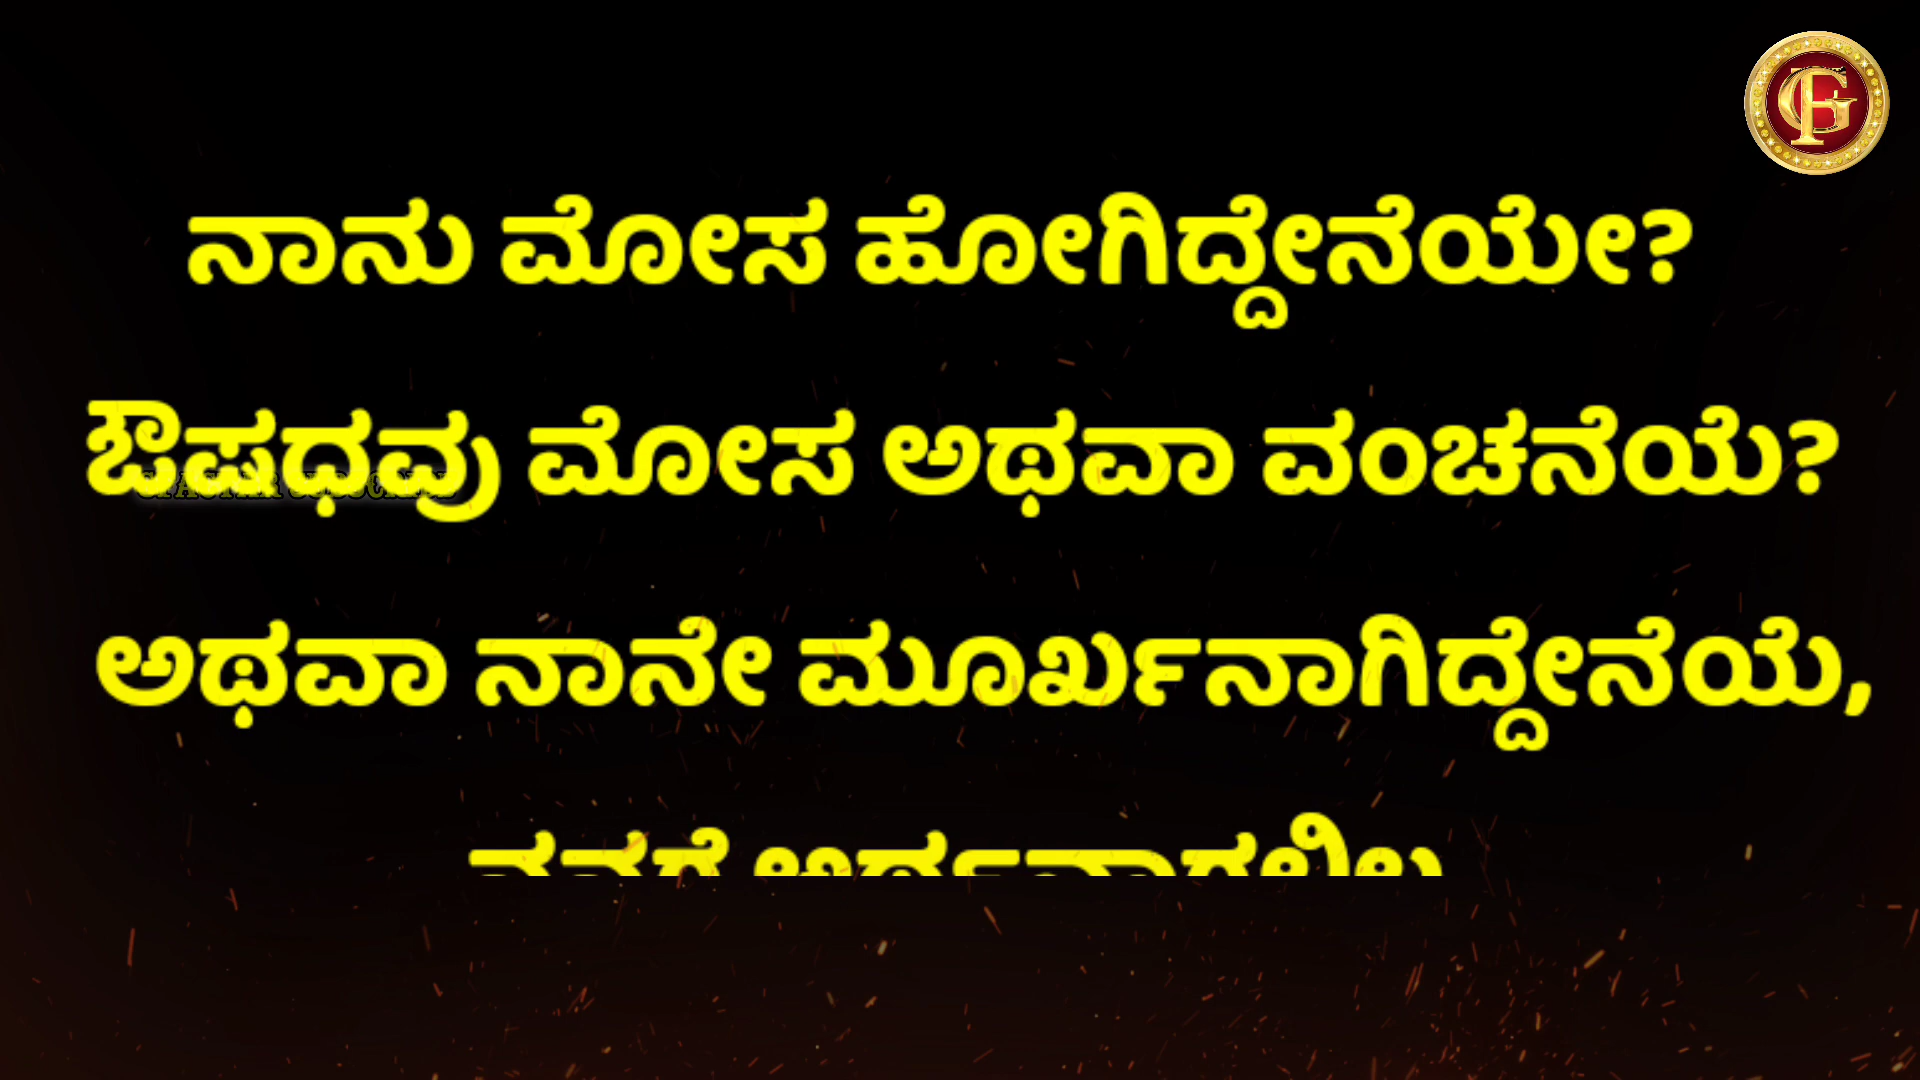 ನಾನು ಮೋಸ ಹೋಗಿದ್ದೇನೆಯೇ?
ಔಷಧವು ಮೋಸ ಅಥವಾ ವಂಚನೆಯೆ?
ಅಥವಾ ನಾನೇ ಮೂರ್ಖನಾಗಿದ್ದೇನೆಯೆ,